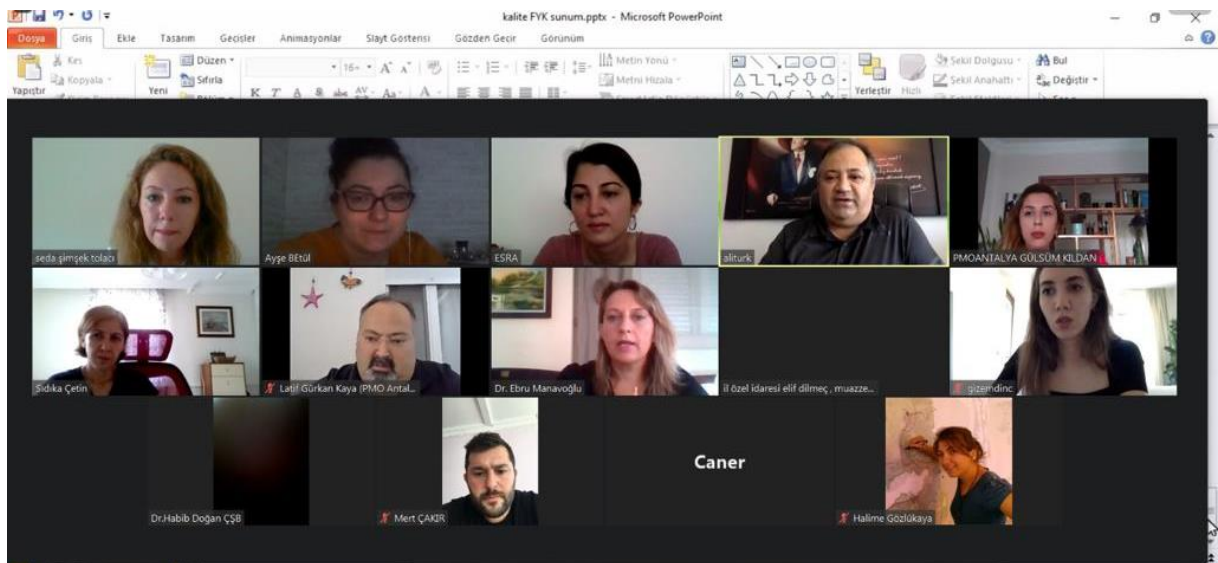 kalite FYK sunum.pptx - Microsoft PowerPoint
Dosya Giriş Ekle Tasarım Geçişler Animasyonlar Slayt Gösterisi Gözden Geçir Görünüm
Kes
Kopyala
Yapıştır
Yeni
Düzen
Sıfırla
16
Metin Yönü
Metni Hizala
Yerleştir Hızlı
Şekil Dolgusu
Şekil Anahattı
Bul
Değiştir
seda şimşek tolacı
Ayşe BEtül
ESRA
aliturk
PMOANTALYA GÜLSÜM KILDAN
Sıdıka Çetin
Latif Gürkan Kaya (PMO Antal...
Dr. Ebru Manavoğlu
il özel idaresi elif dilmeç , muazze...
gizemdinc
Dr.Habib Doğan ÇŞB
Mert ÇAKIR
Caner
Halime Gözlükaya